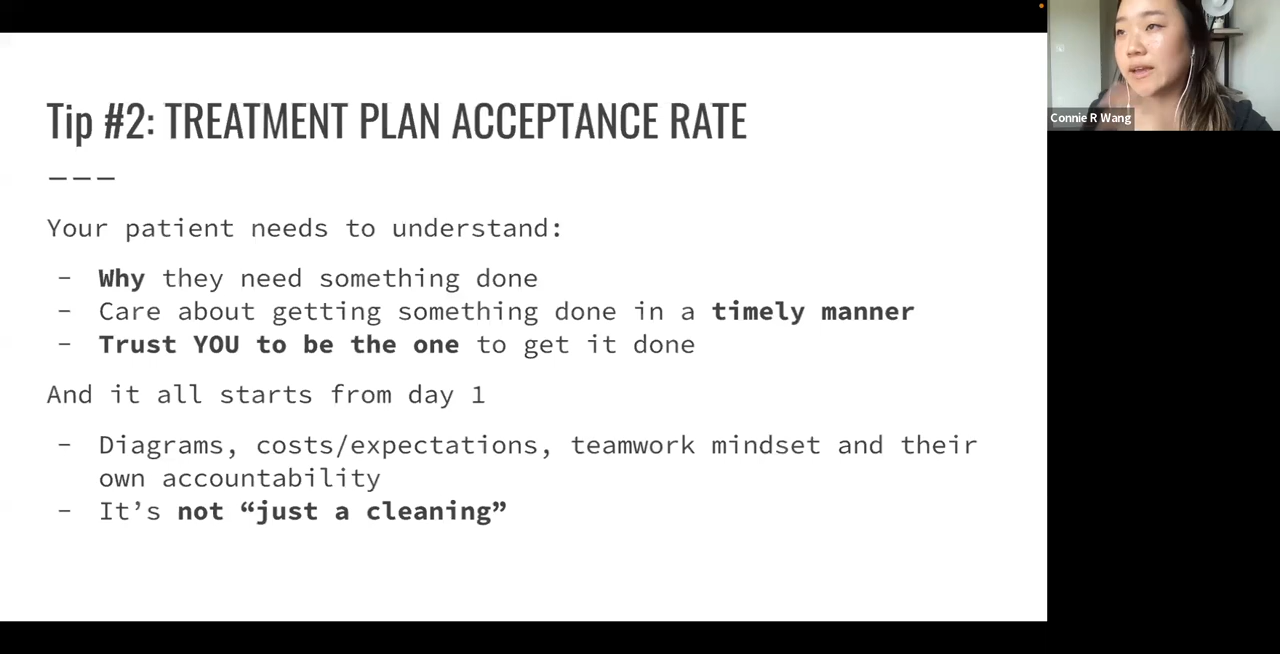 Tip #2: TREATMENT PLAN ACCEPTANCE RATE
Your patient needs to understand:
- Why they need something done
- Care about getting something done in a timely manner
- Trust YOU to be the one to get it done
And it all starts from day 1
- Diagrams, costs/expectations, teamwork mindset and their
own accountability
- It’s not “just a cleaning”
Connie R Wang